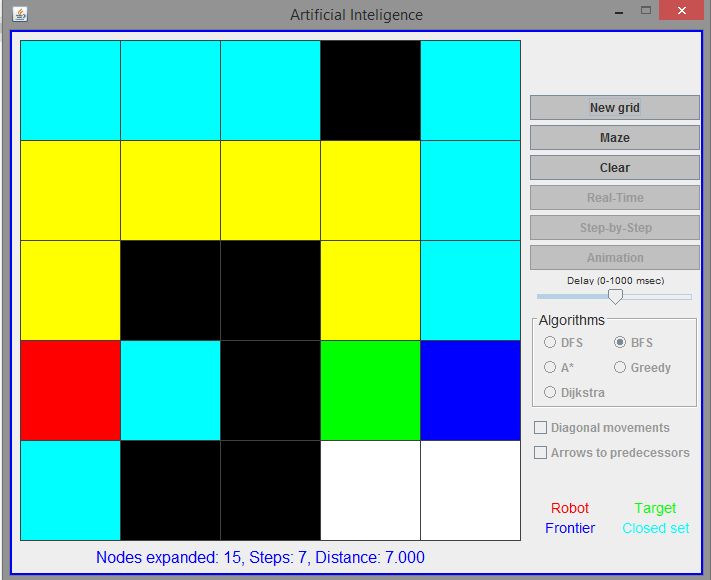 Artificial Inteligence
New grid
Maze
Clear
Real-Time
Step-by-Step
Animation
Delay (0-1000 msec)
Algorithms
DFS BFS
A* Greedy
Dijkstra
Diagonal movements
Arrows to predecessors
Robot Target
Frontier Closed set
Nodes expanded: 15, Steps: 7, Distance: 7.000